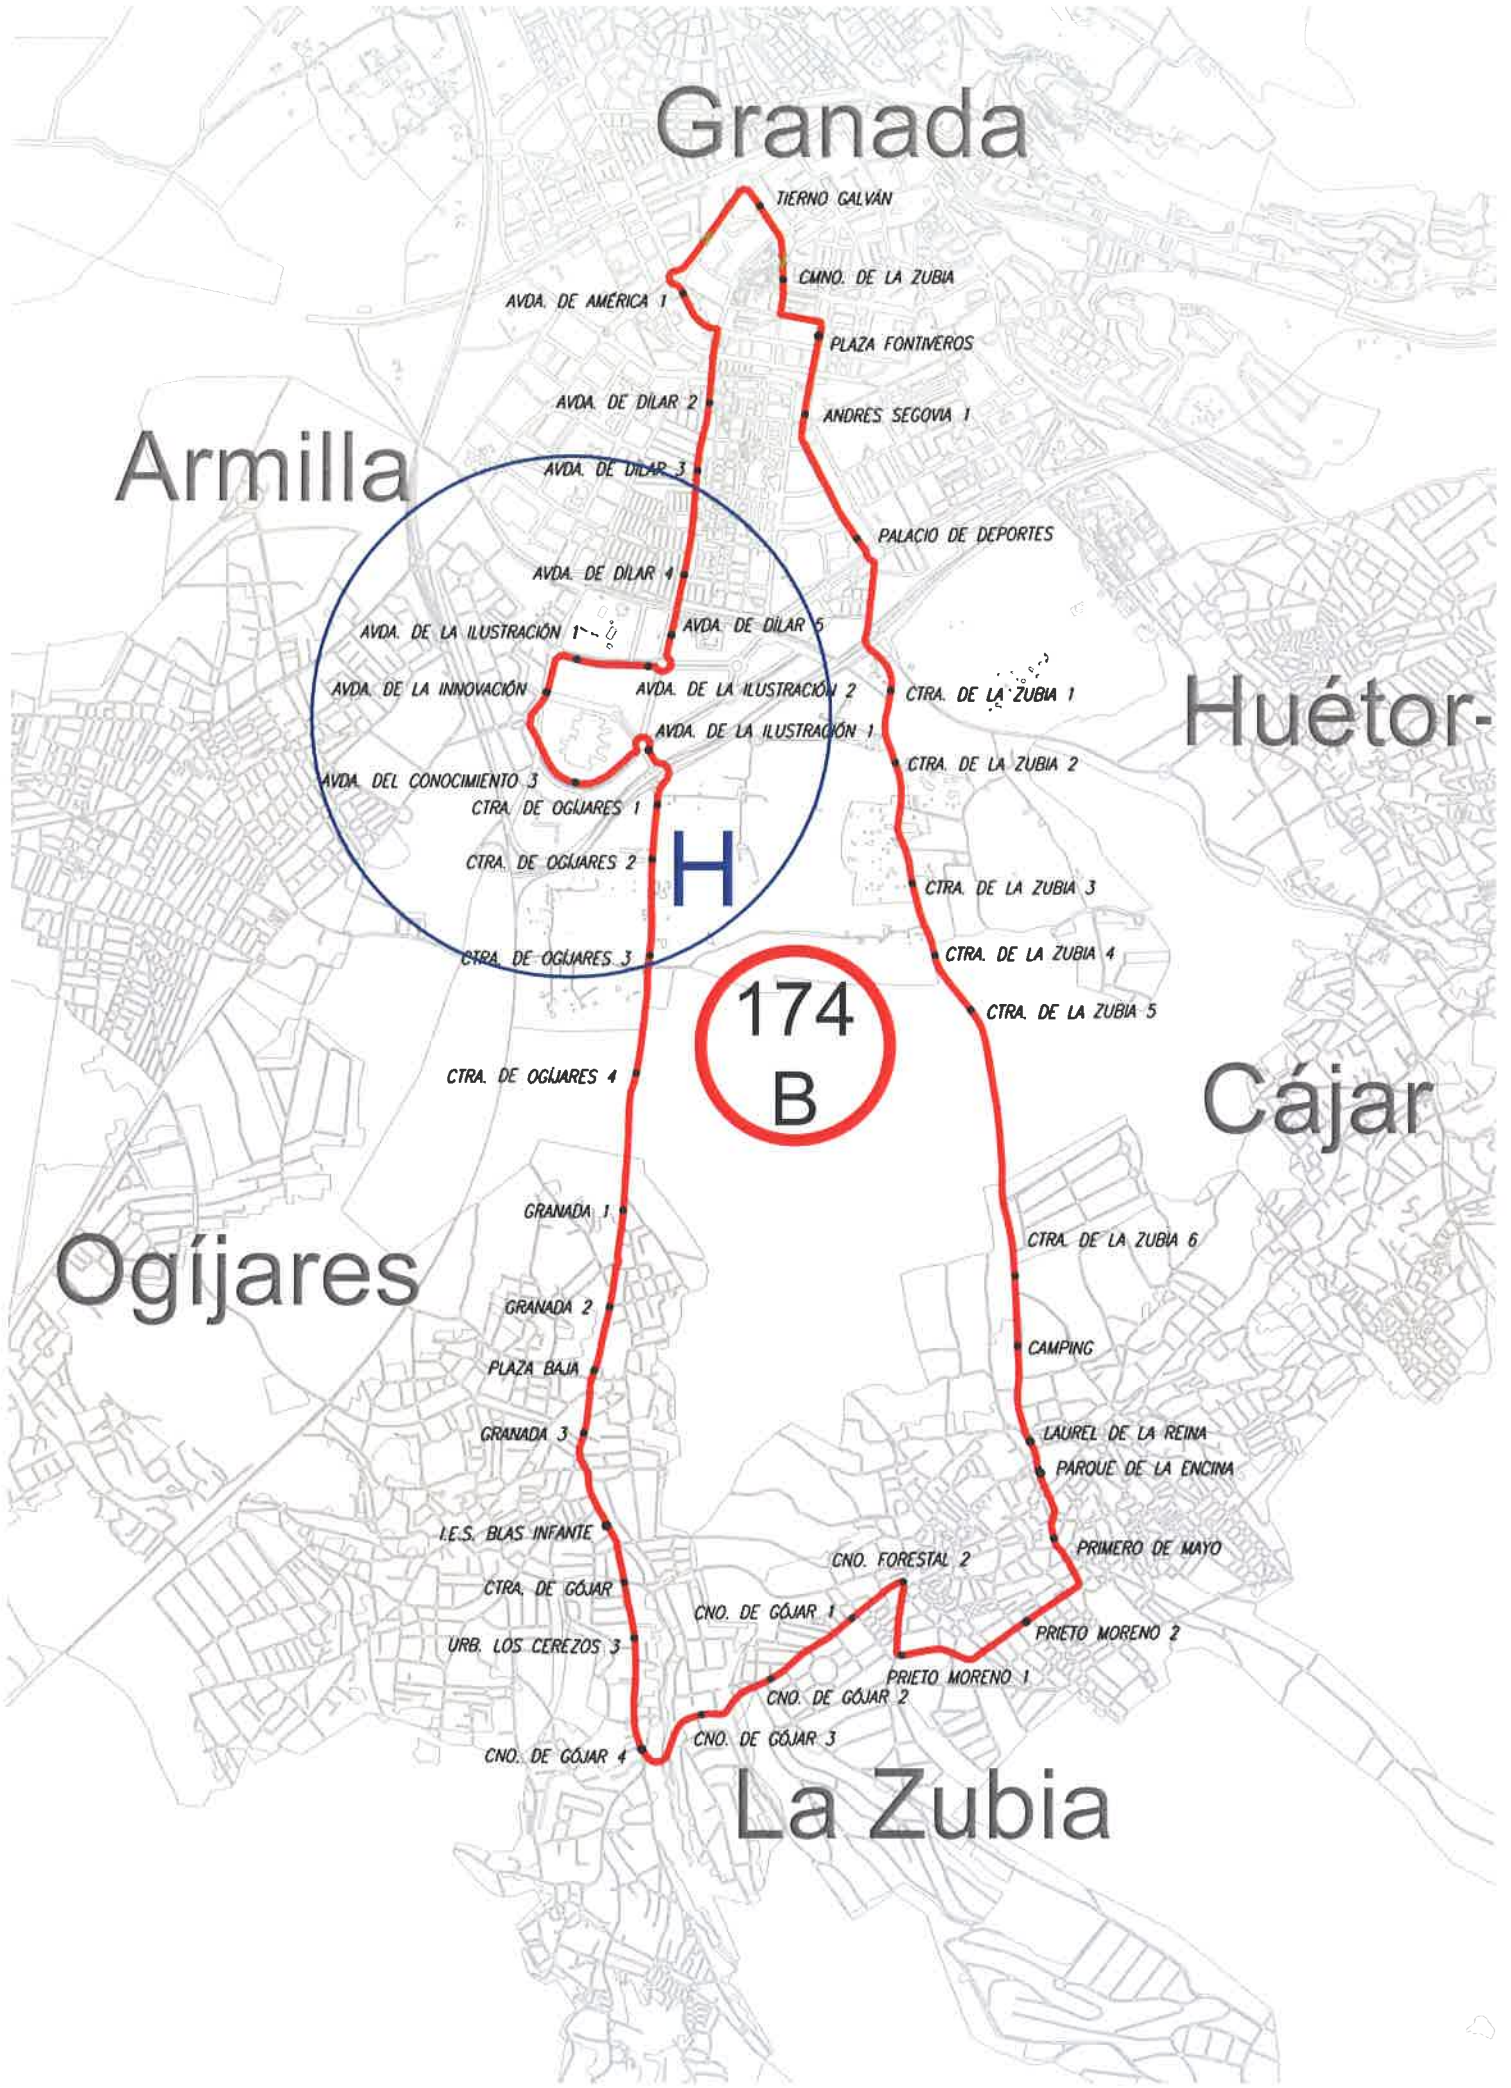 Granada
TIERNO GALVÁN
CMNO. DE LA ZUBIA
AVDA. DE AMÉRICA 1
PLAZA FONTIVEROS
AVDA. DE DÍLAR 2
ANDRES SEGOVIA 1
Armilla
AVDA. DE DÍLAR 3
PALACIO DE DEPORTES
AVDA. DE DÍLAR 4
AVDA. DE LA ILUSTRACIÓN 1
AVDA. DE DÍLAR 5
AVDA. DE LA INNOVACIÓN
AVDA. DE LA ILUSTRACIÓN 2
CTRA. DE LA ZUBIA 1
Huétor-
AVDA. DE LA ILUSTRACIÓN 1
CTRA. DE LA ZUBIA 2
AVDA. DEL CONOCIMIENTO 3
CTRA. DE OGÍJARES 1
CTRA. DE OGÍJARES 2
H
CTRA. DE LA ZUBIA 3
CTRA. DE OGÍJARES 3
CTRA. DE LA ZUBIA 4
174
B
CTRA. DE LA ZUBIA 5
CTRA. DE OGÍJARES 4
Cájar
GRANADA 1
CTRA. DE LA ZUBIA 6
Ogíjares
GRANADA 2
CAMPING
PLAZA BAJA
GRANADA 3
LAUREL DE LA REINA
PARQUE DE LA ENCINA
I.E.S. BLAS INFANTE
PRIMERO DE MAYO
CNO. FORESTAL 2
CTRA. DE GÓJAR
CNO. DE GÓJAR 1
PRIETO MORENO 2
URB. LOS CEREZOS 3
PRIETO MORENO 1
CNO. DE GÓJAR 2
CNO. DE GÓJAR 3
CNO. DE GÓJAR 4
La Zubia